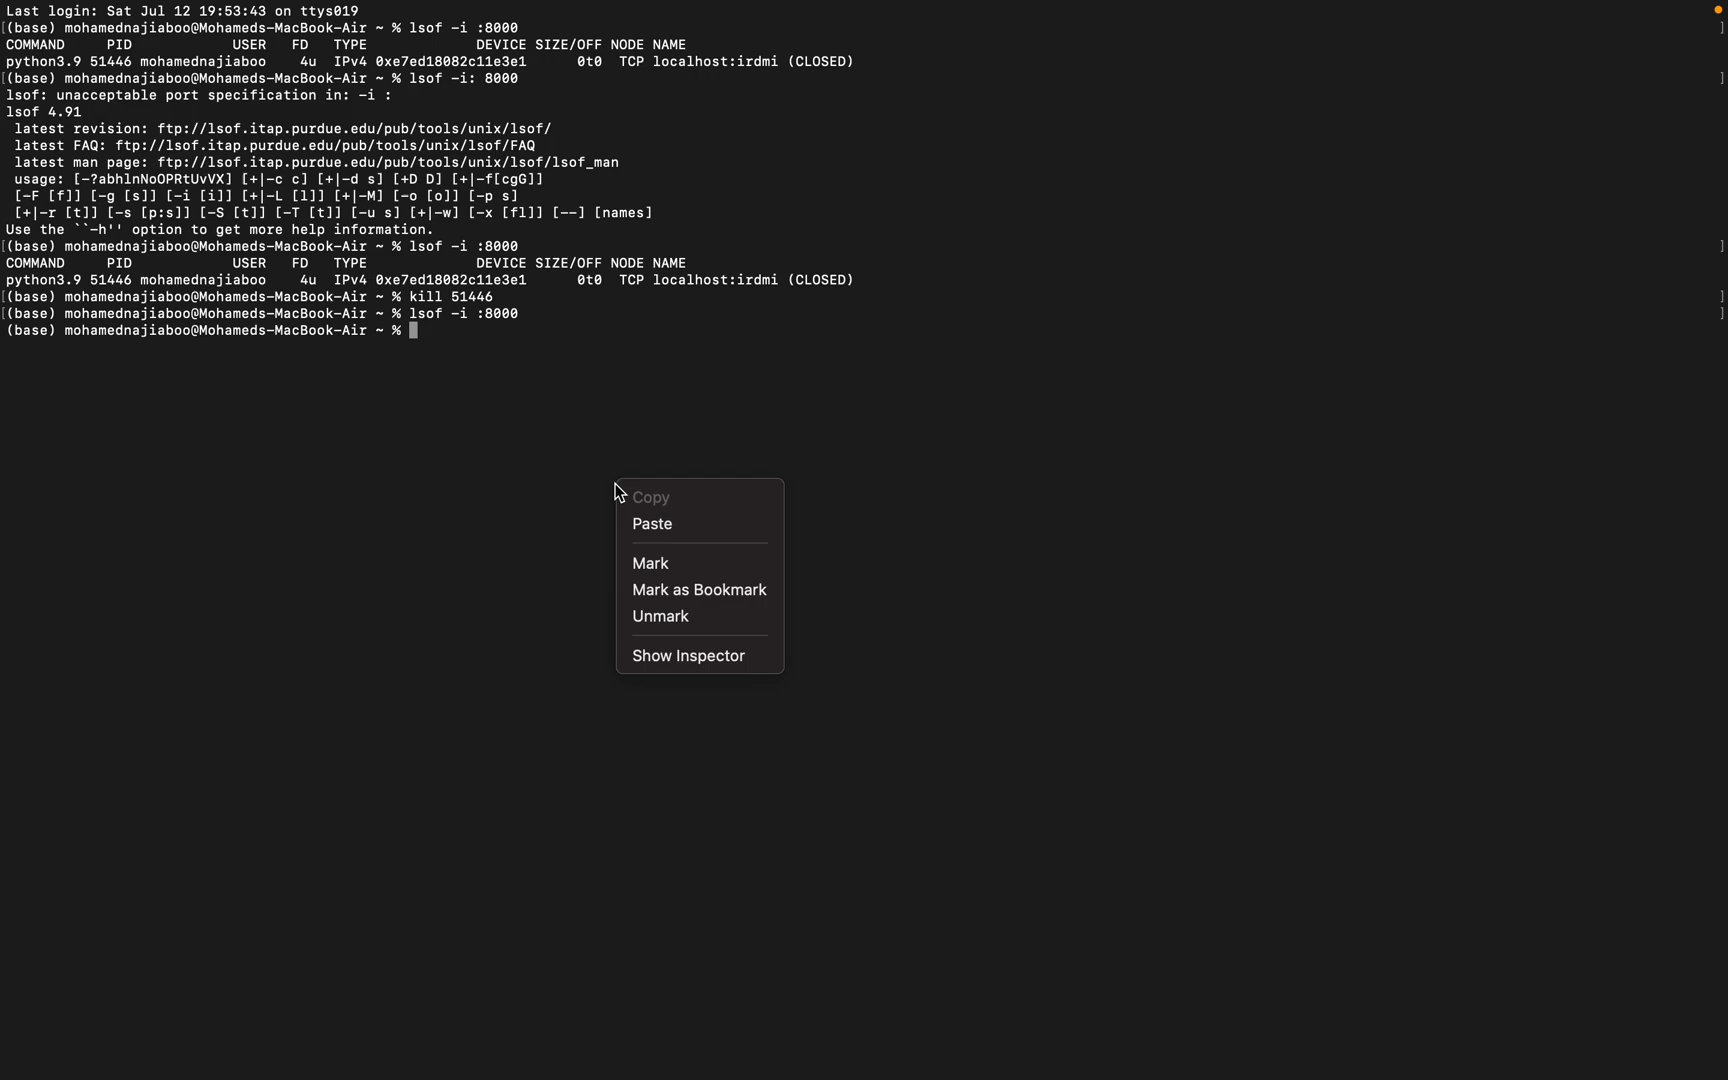 Last login: Sat Jul 12 19:53:43 on ttys019
[(base) mohamednajiaboo@Mohameds-MacBook-Air ~ % lsof -i :8000 ]
COMMAND     PID            USER   FD   TYPE             DEVICE SIZE/OFF NODE NAME
python3.9 51446 mohamednajiaboo    4u  IPv4 0xe7ed18082c11e3e1      0t0  TCP localhost:irdmi (CLOSED)
[(base) mohamednajiaboo@Mohameds-MacBook-Air ~ % lsof -i: 8000 ]
lsof: unacceptable port specification in: -i :
lsof 4.91
 latest revision: ftp://lsof.itap.purdue.edu/pub/tools/unix/lsof/
 latest FAQ: ftp://lsof.itap.purdue.edu/pub/tools/unix/lsof/FAQ
 latest man page: ftp://lsof.itap.purdue.edu/pub/tools/unix/lsof/lsof_man
 usage: [-?abhlnNoOPRtUvVX] [+|-c c] [+|-d s] [+D D] [+|-f[cgG]]
 [-F [f]] [-g [s]] [-i [i]] [+|-L [l]] [+|-M] [-o [o]] [-p s]
 [+|-r [t]] [-s [p:s]] [-S [t]] [-T [t]] [-u s] [+|-w] [-x [fl]] [--] [names]
Use the ``-h'' option to get more help information.
[(base) mohamednajiaboo@Mohameds-MacBook-Air ~ % lsof -i :8000 ]
COMMAND     PID            USER   FD   TYPE             DEVICE SIZE/OFF NODE NAME
python3.9 51446 mohamednajiaboo    4u  IPv4 0xe7ed18082c11e3e1      0t0  TCP localhost:irdmi (CLOSED)
[(base) mohamednajiaboo@Mohameds-MacBook-Air ~ % kill 51446 ]
[(base) mohamednajiaboo@Mohameds-MacBook-Air ~ % lsof -i :8000 ]
(base) mohamednajiaboo@Mohameds-MacBook-Air ~ %
Copy
Paste
Mark
Mark as Bookmark
Unmark
Show Inspector